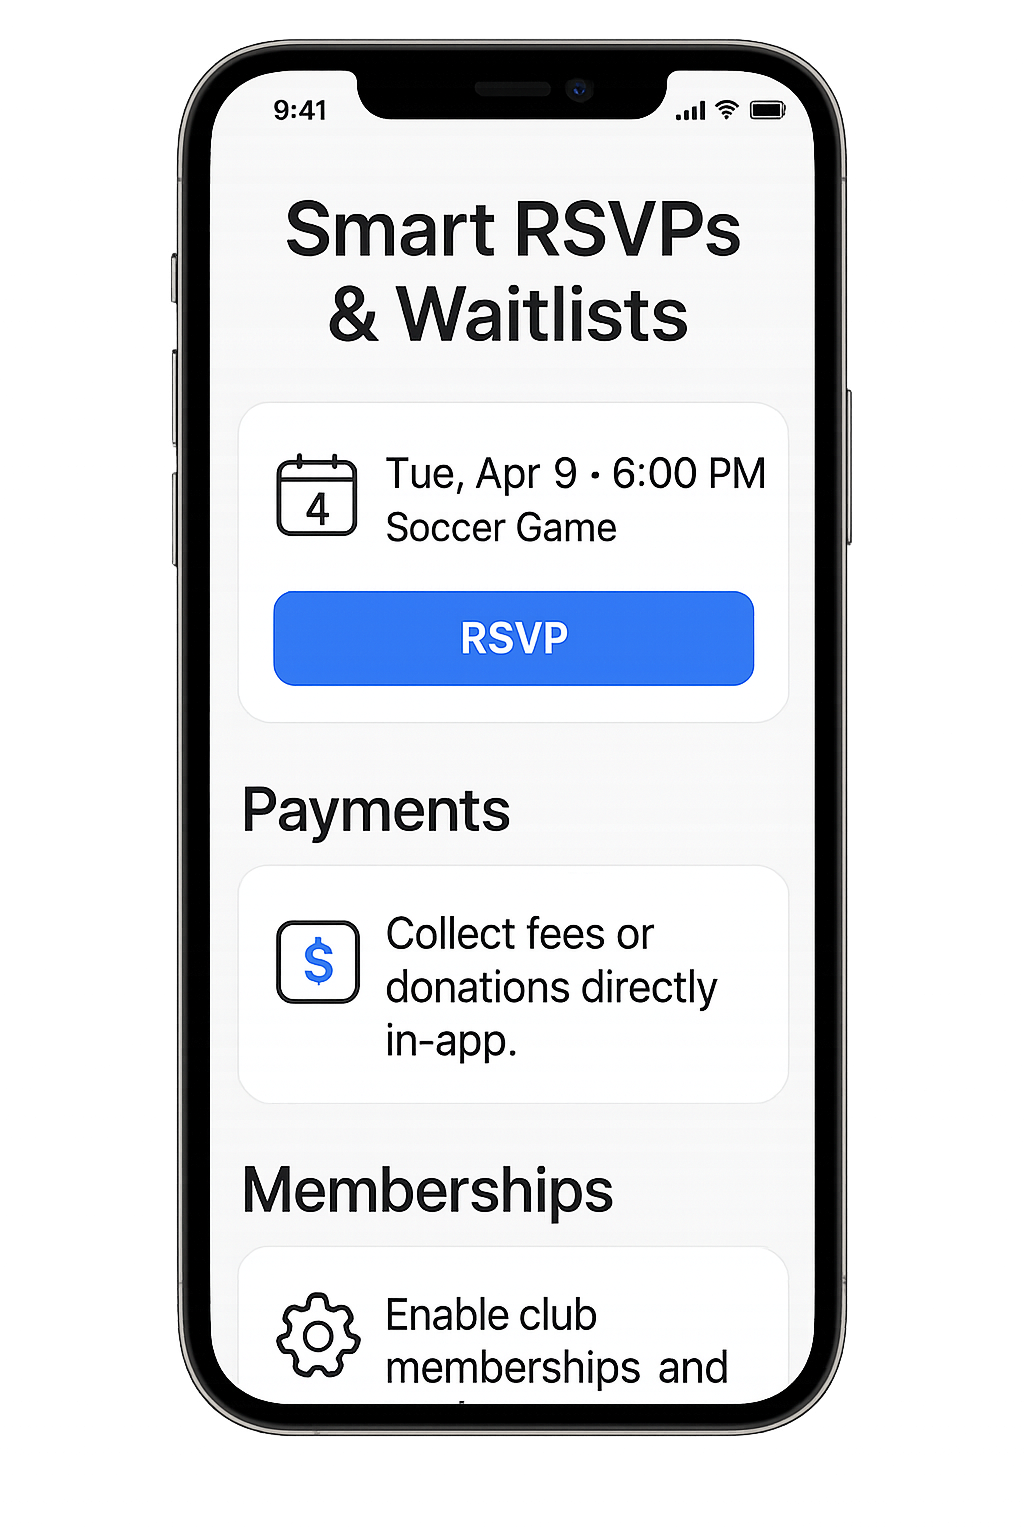 9:41
Smart RSVPs
& Waitlists
4
Tue, Apr 9 • 6:00 PM
Soccer Game
RSVP
Payments
$
Collect fees or
donations directly
in-app.
Memberships
Enable club
memberships and